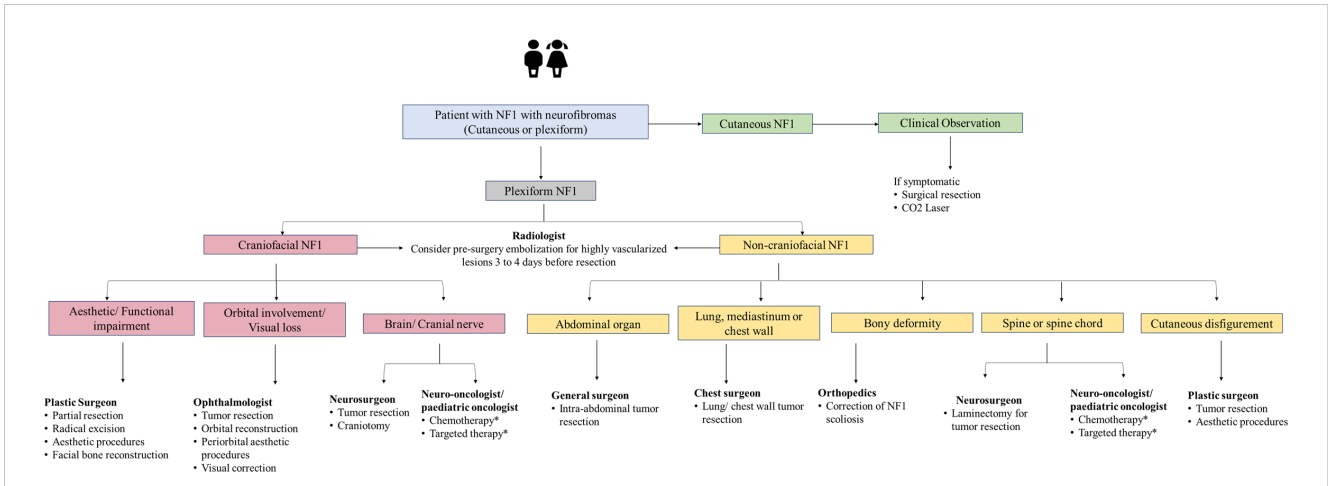 Patient with NF1 with neurofibromas
(Cutaneous or plexiform)
Cutaneous NF1
Clinical Observation
If symptomatic
• Surgical resection
• CO2 Laser
Plexiform NF1
Craniofacial NF1
Radiologist
Consider pre-surgery embolization for highly vascularized
lesions 3 to 4 days before resection
Non-craniofacial NF1
Aesthetic/ Functional
impairment
Orbital involvement/
Visual loss
Brain/ Cranial nerve
Abdominal organ
Lung, mediastinum or
chest wall
Bony deformity
Spine or spine chord
Cutaneous disfigurement
Plastic Surgeon
• Partial resection
• Radical excision
• Aesthetic procedures
• Facial bone reconstruction
Ophthalmologist
• Tumor resection
• Orbital reconstruction
• Periorbital aesthetic
procedures
• Visual correction
Neurosurgeon
• Tumor resection
• Craniotomy
Neuro-oncologist/
paediatric oncologist
• Chemotherapy*
• Targeted therapy*
General surgeon
• Intra-abdominal tumor
resection
Chest surgeon
• Lung/ chest wall tumor
resection
Orthopedics
• Correction of NF1
scoliosis
Neurosurgeon
• Laminectomy for
tumor resection
Neuro-oncologist/
paediatric oncologist
• Chemotherapy*
• Targeted therapy*
Plastic surgeon
• Tumor resection
• Aesthetic procedures